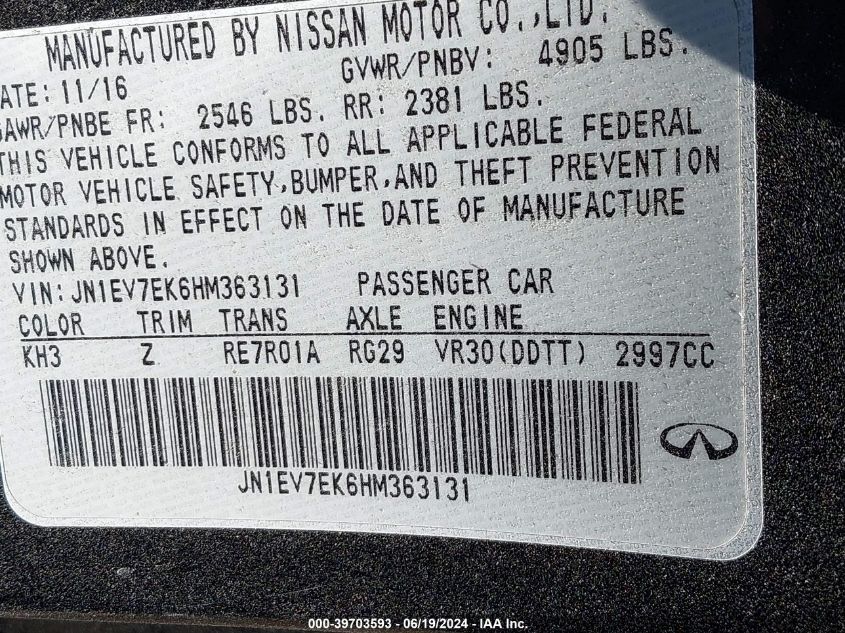 MANUFACTURED BY NISSAN MOTOR CO.,LTD.
GVWR/PNBV: 4905 LBS.
ATE: 11/16
GAWR/PNBE FR: 2546 LBS. RR: 2381 LBS.
THIS VEHICLE CONFORMS TO ALL APPLICABLE FEDERAL
MOTOR VEHICLE SAFETY,BUMPER,AND THEFT PREVENTION
STANDARDS IN EFFECT ON THE DATE OF MANUFACTURE
SHOWN ABOVE.
VIN: JN1EV7EK6HM363131 PASSENGER CAR
COLOR TRIM TRANS AXLE ENGINE
KH3 Z RE7R01A RG29 VR30(DDTT) 2997CC
JN1EV7EK6HM363131
000-39703593 - 06/19/2024 - IAA Inc.